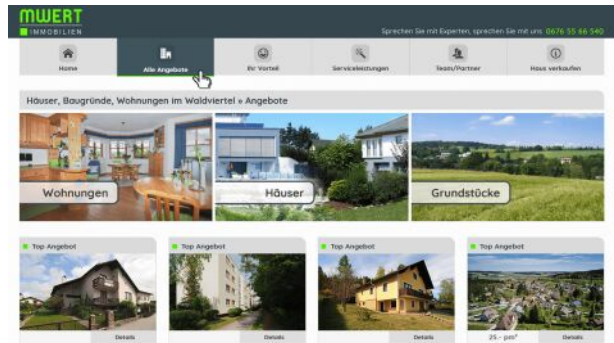 MWERT
IMMOBILIEN
Sprechen Sie mit Experten, sprechen Sie mit uns 0676 55 66 540
Home
Alle Angebote
Ihr Vorteil
Serviceleistungen
Team/Partner
Haus verkaufen
Häuser, Baugründe, Wohnungen im Waldviertel » Angebote
Wohnungen
Häuser
Grundstücke
Top Angebot
Top Angebot
Top Angebot
Top Angebot
Details
Details
Details
25.- pm² Details